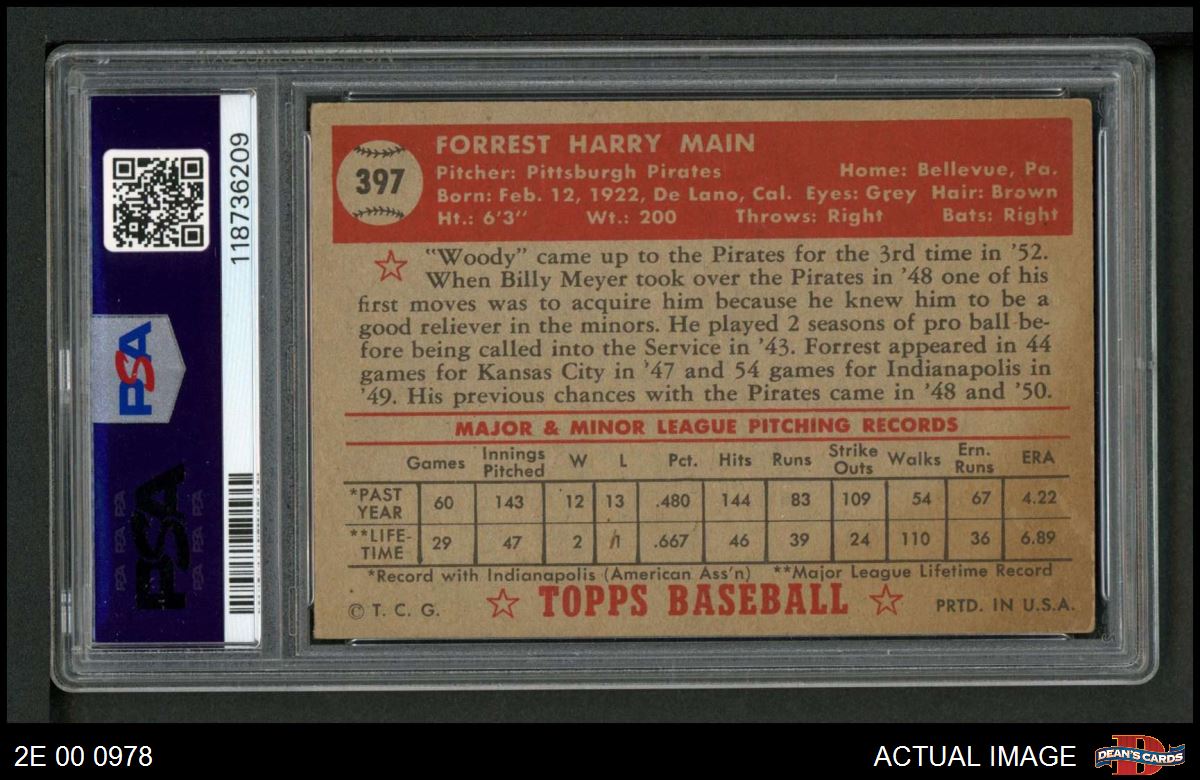 118736209
PSA
PSA
PSA PSA PSA
PSA PSA PSA
397
FORREST HARRY MAIN
Pitcher: Pittsburgh Pirates Home: Bellevue, Pa.
Born: Feb. 12, 1922, De Lano, Cal. Eyes: Grey Hair: Brown
Ht.: 6'3" Wt.: 200 Throws: Right Bats: Right
"Woody" came up to the Pirates for the 3rd time in '52.
When Billy Meyer took over the Pirates in '48 one of his
first moves was to acquire him because he knew him to be a
good reliever in the minors. He played 2 seasons of pro ball be-
fore being called into the Service in '43. Forrest appeared in 44
games for Kansas City in '47 and 54 games for Indianapolis in
'49. His previous chances with the Pirates came in '48 and '50.
MAJOR & MINOR LEAGUE PITCHING RECORDS
Games Innings Pitched W L Pct. Hits Runs Strike Outs Walks Ern. Runs ERA
*PAST YEAR 60 143 12 13 .480 144 83 109 54 67 4.22
**LIFE-TIME 29 47 2 1 .667 46 39 24 110 36 6.89
*Record with Indianapolis (American Ass'n) **Major League Lifetime Record
© T. C. G. TOPPS BASEBALL PRTD. IN U.S.A.
2E 00 0978
ACTUAL IMAGE
DEAN'S CARDS